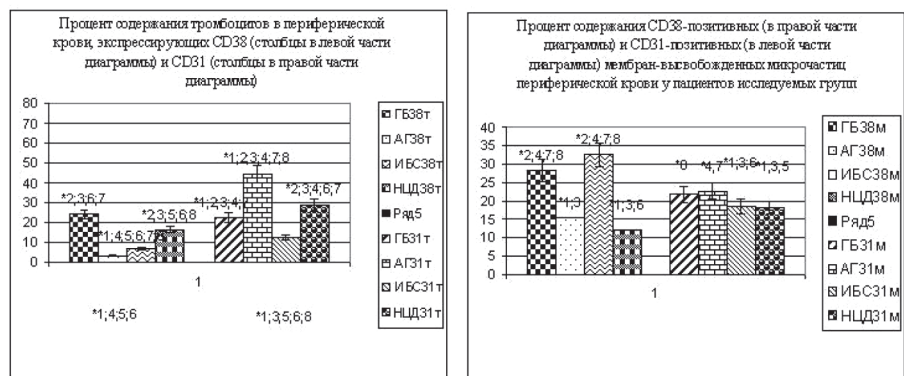 Процент содержания тромбоцитов в периферической
крови, экспрессирующих CD38 (столбцы в левой части
диаграммы) и CD31 (столбцы в правой части
диаграммы)
80
70
60
50
40
30
20
10
0
*2;3;6;7
*1;4;5;6;7
*2;3;5;6;8
*1;2;3;4;
*1;2;3;4;7;8
*2;3;4;6;7
1
*1;4;5;6
*1;3;5;6;8
ГБ38т
АГ38т
ИБС38т
НЦД38т
Ряд5
ГБ31т
АГ31т
ИБС31т
НЦД31т
Процент содержания CD38-позитивных (в правой части
диаграммы) и CD31-позитивных (в левой части
диаграммы) мембран-высвобожденных микрочастиц
периферической крови у пациентов исследуемых групп
40
35
30
25
20
15
10
5
0
*2;4;7;8
*1;3
*2;4;7;8
*1;3;6
*4,7
*1;3;6
*1,3,5
1
ГБ38м
АГ38м
ИБС38м
НЦД38м
Ряд5
ГБ31м
АГ31м
ИБС31м
НЦД31м